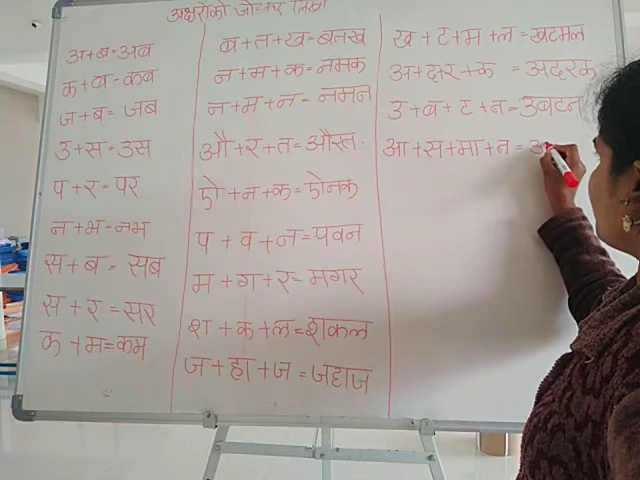 अक्षरोंको जोड़कर लिखो
अ+ब=अब
क+ब=कब
ज+ब=जब
उ+स=उस
प+र=पर
न+भ=नभ
स+ब=सब
स+र=सर
क+म=कम
ब+त+ख=बतख
न+म+क=नमक
न+म+न=नमन
औ+र+त=औरत
ऐ+न+क=ऐनक
प+व+न=पवन
म+ग+र=मगर
श+क+ल=शकल
ज+हा+ज=जहाज
ख+ट+म+ल=खटमल
अ+द+र+क=अदरक
उ+ब+ट+न=उबटन
आ+स+मा+न=